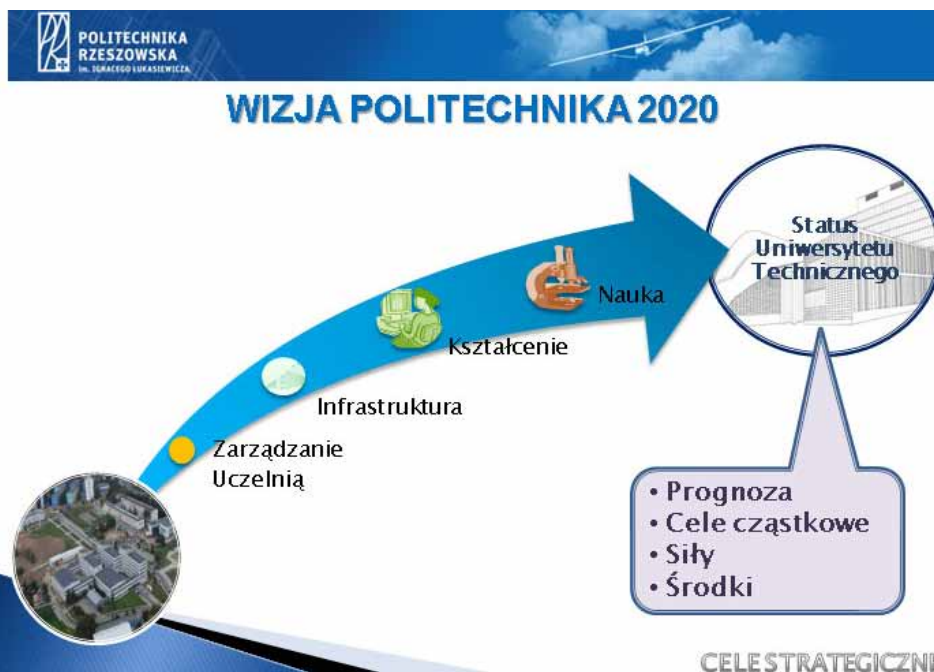 POLITECHNIKA
RZESZOWSKA
im. IGNACEGO ŁUKASIEWICZA
WIZJA POLITECHNIKA 2020
Status
Uniwersytetu
Technicznego
Nauka
Kształcenie
Infrastruktura
Zarządzanie
Uczelnią
• Prognoza
• Cele cząstkowe
• Siły
• Środki
CELE STRATEGICZNE